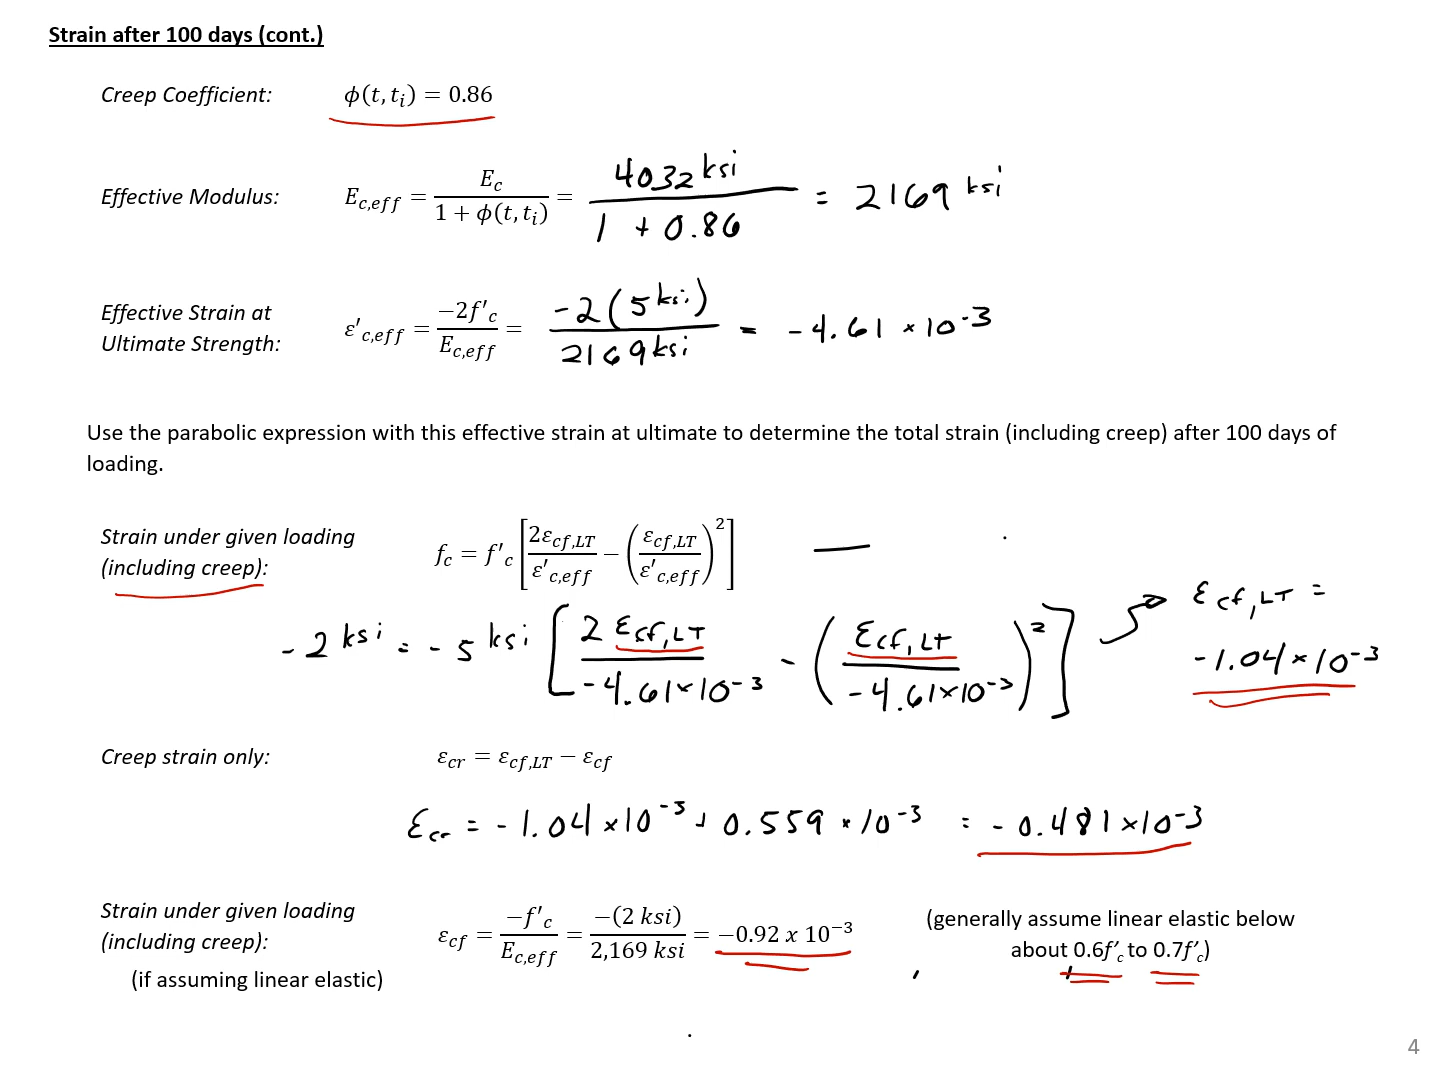 Strain after 100 days (cont.)
Creep Coefficient: ϕ(t, tᵢ) = 0.86
Effective Modulus: E_c,eff = E_c / (1 + ϕ(t, tᵢ)) = 4032 ksi / (1 + 0.86) = 2169 ksi
Effective Strain at
Ultimate Strength: ε'_c,eff = -2f'_c / E_c,eff = -2(5 ksi) / 2169 ksi = -4.61 × 10⁻³
Use the parabolic expression with this effective strain at ultimate to determine the total strain (including creep) after 100 days of
loading.
Strain under given loading
(including creep): f_c = f'_c [2ε_cf,LT / ε'_c,eff − (ε_cf,LT / ε'_c,eff)²]
-2 ksi = -5 ksi [2 ε_cf,LT / -4.61×10⁻³ - (ε_cf,LT / -4.61×10⁻³)²] → ε_cf,LT =
-1.04 × 10⁻³
Creep strain only: ε_cr = ε_cf,LT − ε_cf
ε_cr = -1.04 × 10⁻³ + 0.559 × 10⁻³ = -0.481 × 10⁻³
Strain under given loading
(including creep): ε_cf = -f'_c / E_c,eff = -(2 ksi) / 2,169 ksi = −0.92 x 10⁻³
(if assuming linear elastic)
(generally assume linear elastic below
about 0.6f'_c to 0.7f'_c)
4